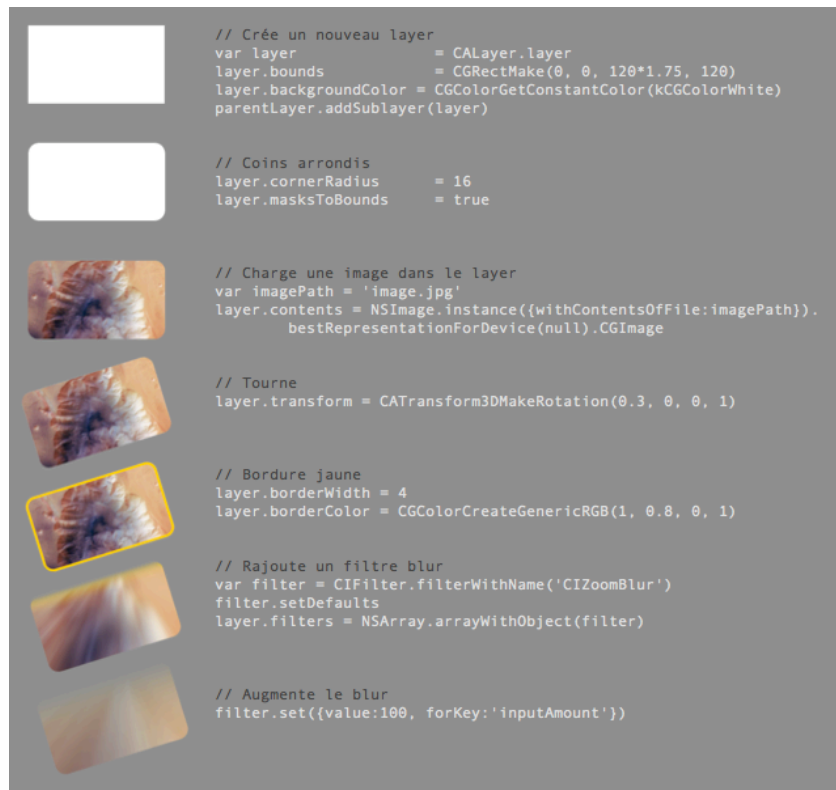 // Crée un nouveau layer
var layer = CALayer.layer
layer.bounds = CGRectMake(0, 0, 120*1.75, 120)
layer.backgroundColor = CGColorGetConstantColor(kCGColorWhite)
parentLayer.addSublayer(layer)
// Coins arrondis
layer.cornerRadius = 16
layer.masksToBounds = true
// Charge une image dans le layer
var imagePath = 'image.jpg'
layer.contents = NSImage.instance({withContentsOfFile:imagePath}).
bestRepresentationForDevice(null).CGImage
// Tourne
layer.transform = CATransform3DMakeRotation(0.3, 0, 0, 1)
// Bordure jaune
layer.borderWidth = 4
layer.borderColor = CGColorCreateGenericRGB(1, 0.8, 0, 1)
// Rajoute un filtre blur
var filter = CIFilter.filterWithName('CIZoomBlur')
filter.setDefaults
layer.filters = NSArray.arrayWithObject(filter)
// Augmente le blur
filter.set({value:100, forKey:'inputAmount'})